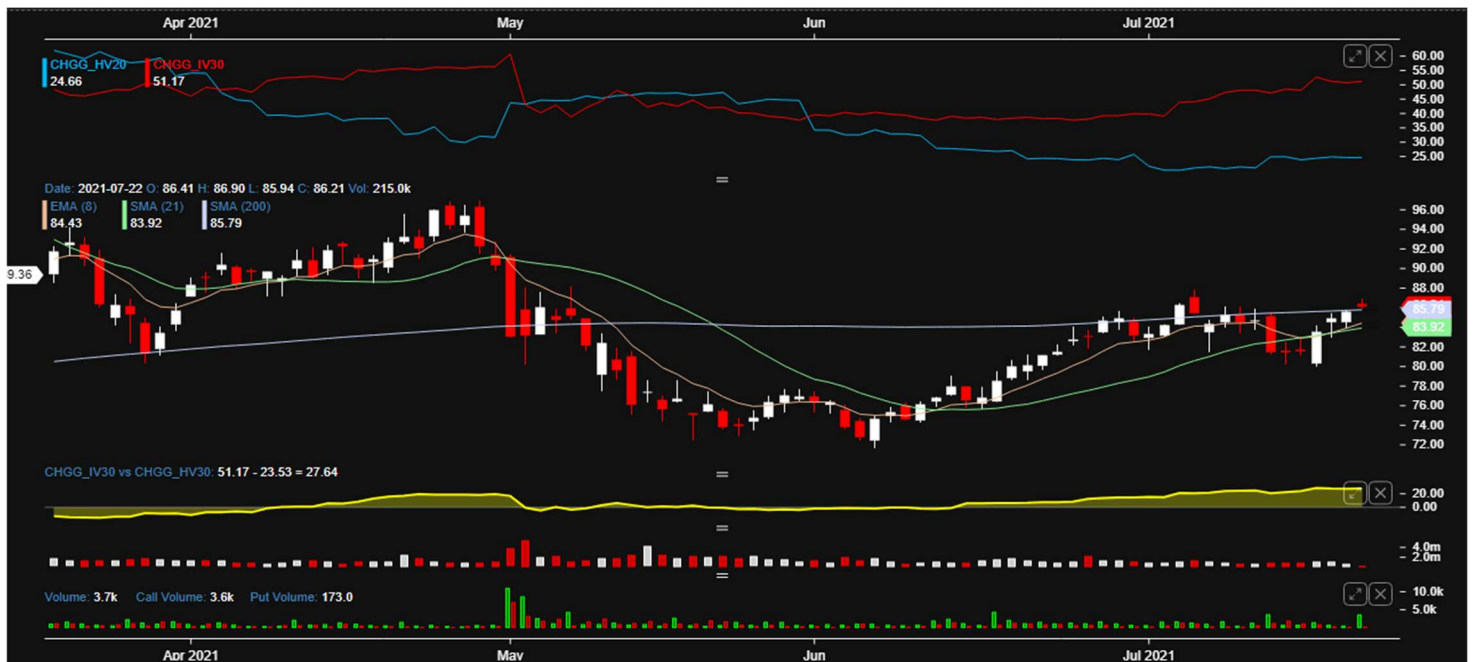 Apr 2021 May Jun Jul 2021
CHGG_HV20 CHGG_IV30
24.66 51.17
60.00
55.00
50.00
45.00
40.00
35.00
30.00
25.00
Date: 2021-07-22 O: 86.41 H: 86.90 L: 85.94 C: 86.21 Vol: 215.0k
EMA (8) SMA (21) SMA (200)
84.43 83.92 85.79
96.00
94.00
92.00
90.00
9.36
88.00
85.79
83.92
82.00
80.00
78.00
76.00
74.00
72.00
CHGG_IV30 vs CHGG_HV30: 51.17 - 23.53 = 27.64
20.00
0.00
4.0m
2.0m
Volume: 3.7k Call Volume: 3.6k Put Volume: 173.0
10.0k
5.0k
Apr 2021 May Jun Jul 2021